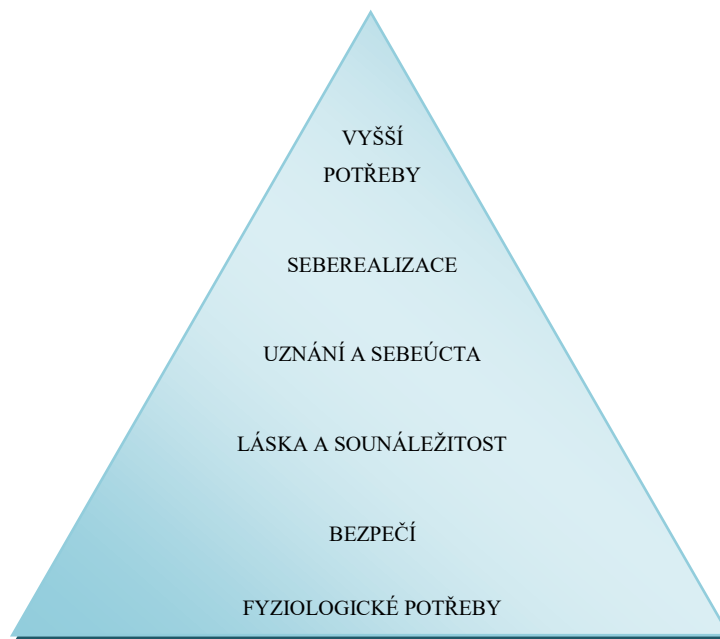 VYŠŠÍ
POTŘEBY
SEBEREALIZACE
UZNÁNÍ A SEBEÚCTA
LÁSKA A SOUNÁLEŽITOST
BEZPEČÍ
FYZIOLOGICKÉ POTŘEBY